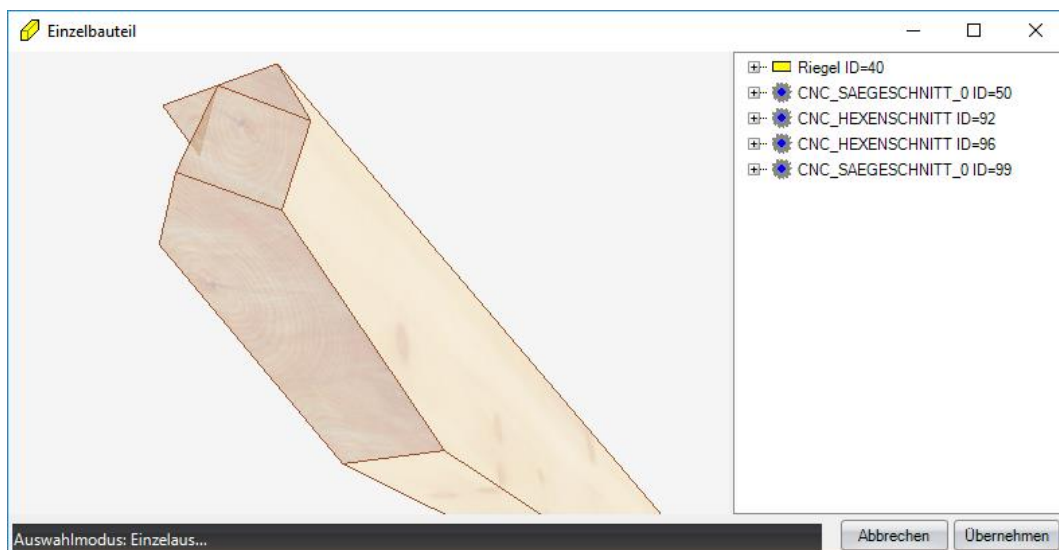 Einzelbauteil
Riegel ID=40
CNC_SAEGESCHNITT_0 ID=50
CNC_HEXENSCHNITT ID=92
CNC_HEXENSCHNITT ID=96
CNC_SAEGESCHNITT_0 ID=99
Auswahlmodus: Einzelaus...
Abbrechen
Übernehmen